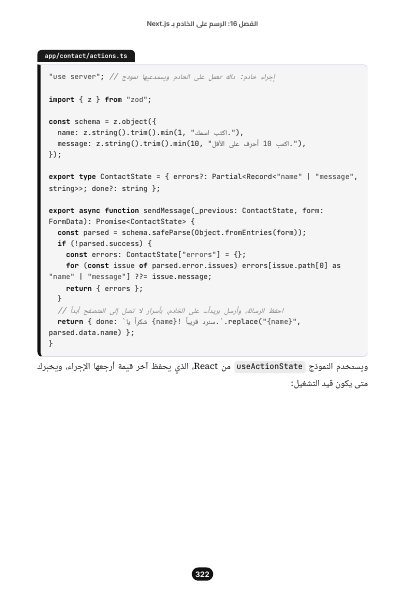 الفصل 16: الرسم على الخادم بـ Next.js
app/contact/actions.ts
"use server"; // إجراء خادم: دالة تعمل على الخادم ويستدعيها نموذج
import { z } from "zod";
const schema = z.object({
name: z.string().trim().min(1, "اكتب اسمك."),
message: z.string().trim().min(10, "اكتب 10 أحرف على الأقل."),
});
export type ContactState = { errors?: Partial<Record<"name" | "message",
string>>; done?: string };
export async function sendMessage(_previous: ContactState, form:
FormData): Promise<ContactState> {
const parsed = schema.safeParse(Object.fromEntries(form));
if (!parsed.success) {
const errors: ContactState["errors"] = {};
for (const issue of parsed.error.issues) errors[issue.path[0] as
"name" | "message"] ??= issue.message;
return { errors };
}
// احفظ الرسالة، وأرسل بريدًا: على الخادم، بأسرار لا تصل إلى المتصفح أبدًا
return { done: `شكرًا يا {name}! سنرد قريبًا.`.replace("{name}",
parsed.data.name) };
}
ويستخدم النموذج useActionState من React، الذي يحفظ آخر قيمة أرجعها الإجراء، ويخبرك
متى يكون قيد التشغيل:
322